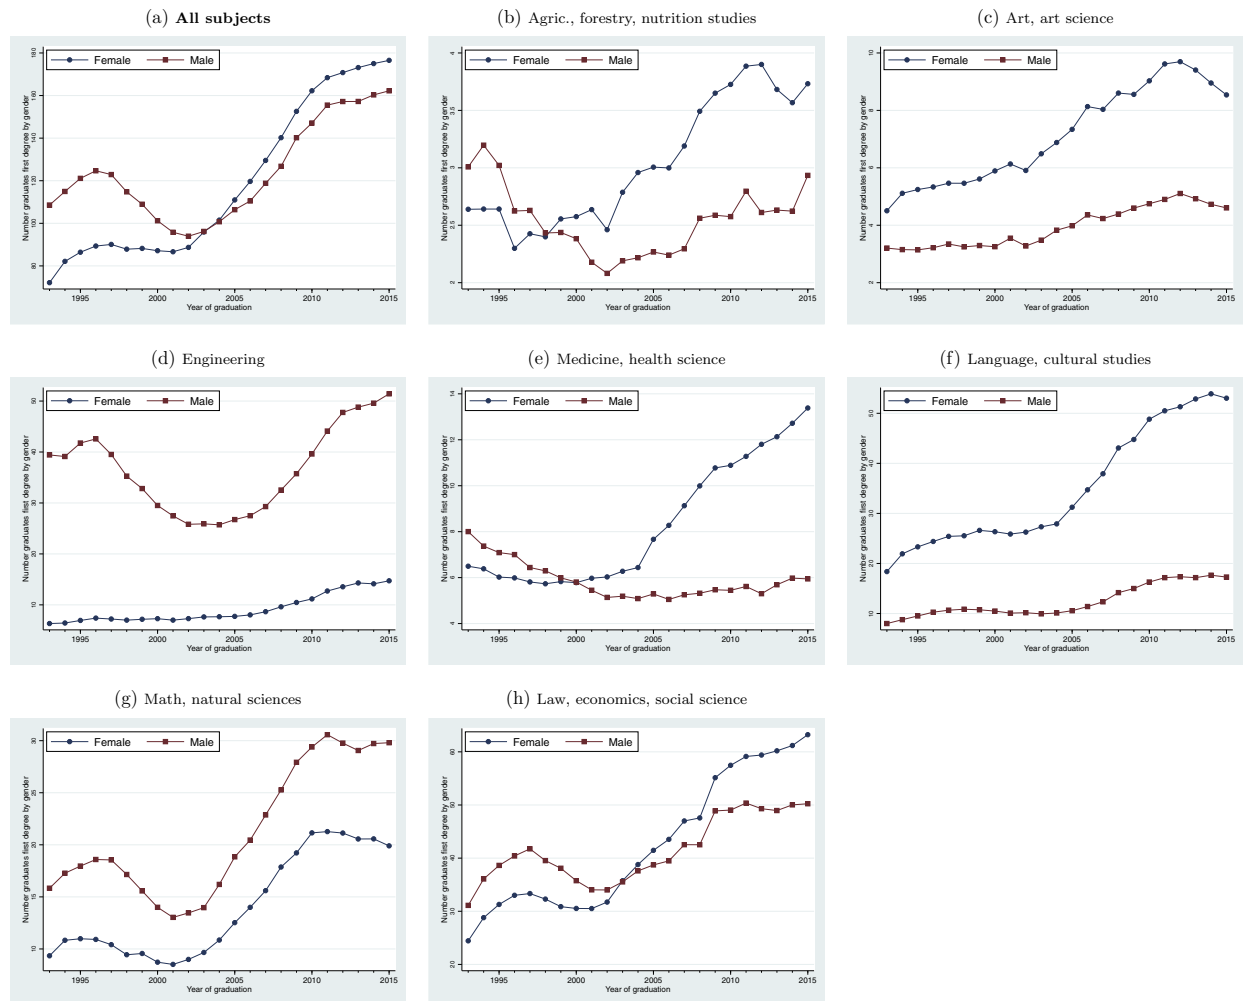 (a) All subjects
Female Male
Number graduates first degree by gender
180
160
140
120
100
80
1995 2000 2005 2010 2015
Year of graduation
(b) Agric., forestry, nutrition studies
Female Male
Number graduates first degree by gender
4
3.5
3
2.5
2
1995 2000 2005 2010 2015
Year of graduation
(c) Art, art science
Female Male
Number graduates first degree by gender
10
8
6
4
2
1995 2000 2005 2010 2015
Year of graduation
(d) Engineering
Female Male
Number graduates first degree by gender
50
40
30
20
10
1995 2000 2005 2010 2015
Year of graduation
(e) Medicine, health science
Female Male
Number graduates first degree by gender
14
12
10
8
6
4
1995 2000 2005 2010 2015
Year of graduation
(f) Language, cultural studies
Female Male
Number graduates first degree by gender
50
40
30
20
10
1995 2000 2005 2010 2015
Year of graduation
(g) Math, natural sciences
Female Male
Number graduates first degree by gender
30
25
20
15
10
1995 2000 2005 2010 2015
Year of graduation
(h) Law, economics, social science
Female Male
Number graduates first degree by gender
60
50
40
30
20
1995 2000 2005 2010 2015
Year of graduation